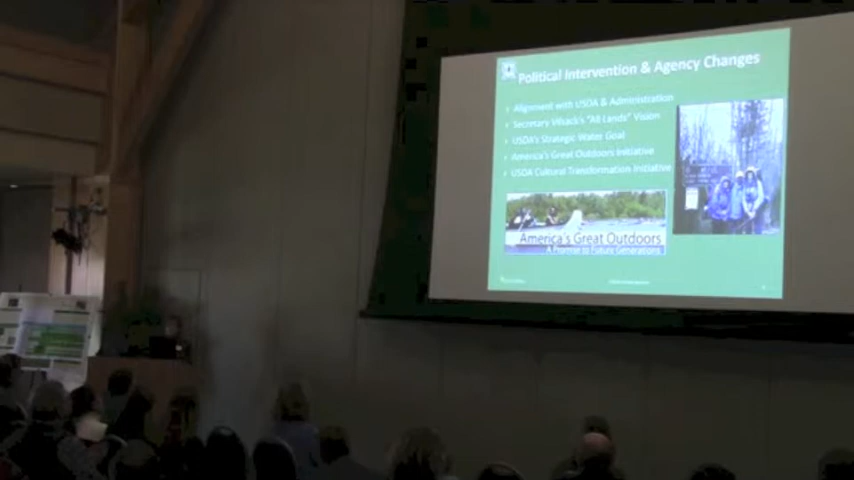 Political Intervention & Agency Changes
Alignment with USDA & Administration
Secretary Vilsack's "All Lands" Vision
USDA's Strategic Water Goal
America's Great Outdoors Initiative
USDA Cultural Transformation Initiative
America's Great Outdoors
A Promise to Future Generations